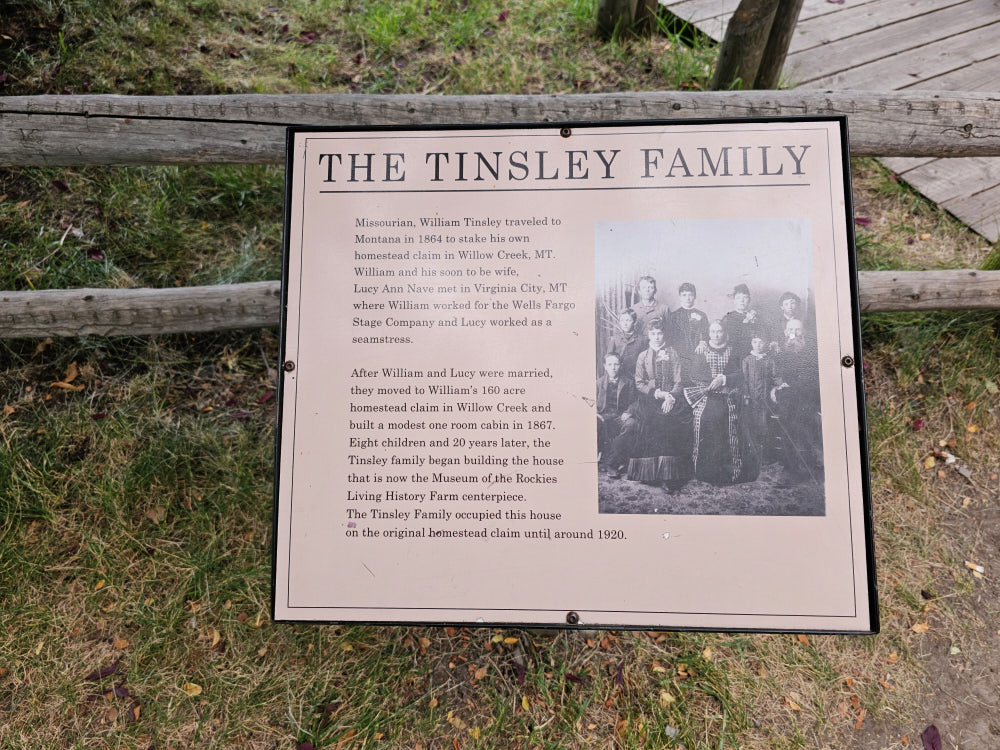 THE TINSLEY FAMILY
Missourian, William Tinsley traveled to
Montana in 1864 to stake his own
homestead claim in Willow Creek, MT.
William and his soon to be wife,
Lucy Ann Nave met in Virginia City, MT
where William worked for the Wells Fargo
Stage Company and Lucy worked as a
seamstress.
After William and Lucy were married,
they moved to William's 160 acre
homestead claim in Willow Creek and
built a modest one room cabin in 1867.
Eight children and 20 years later, the
Tinsley family began building the house
that is now the Museum of the Rockies
Living History Farm centerpiece.
The Tinsley Family occupied this house
on the original homestead claim until around 1920.